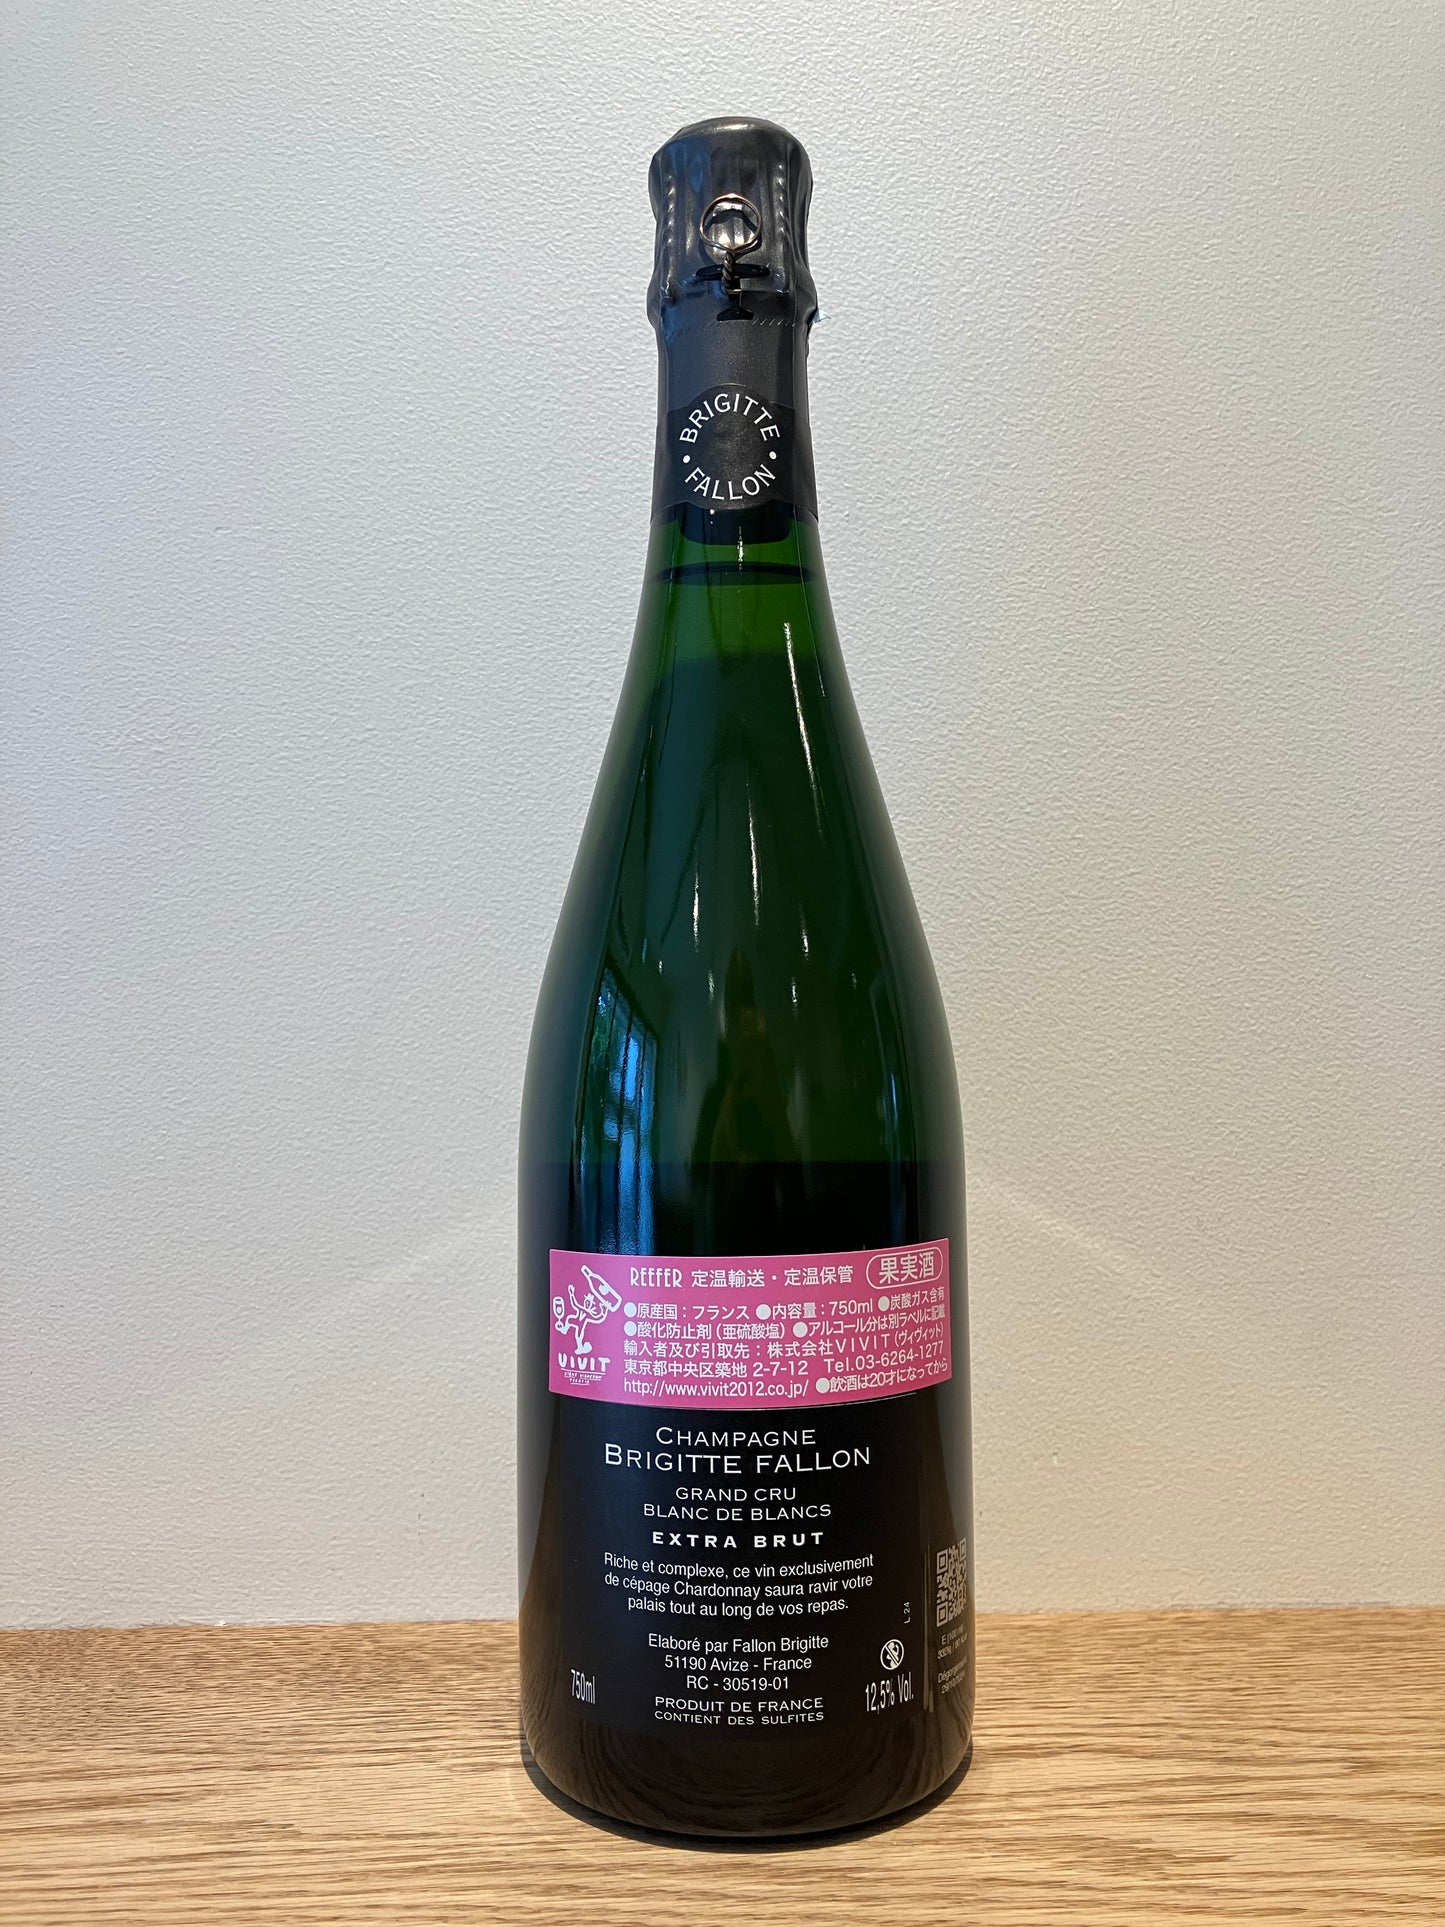 BRIGITTE
FALLON
REEFER 定温輸送・定温保管 果実酒
●原産国：フランス ●内容量：750ml ●炭酸ガス含有
●酸化防止剤（亜硫酸塩） ●アルコール分は別ラベルに記載
輸入者及び引取先：株式会社VIVIT（ヴィヴィット）
東京都中央区築地 2-7-12 Tel.03-6264-1277
http://www.vivit2012.co.jp/ ●飲酒は20才になってから
VIVIT
CHAMPAGNE
BRIGITTE FALLON
GRAND CRU
BLANC DE BLANCS
EXTRA BRUT
Riche et complexe, ce vin exclusivement
de cépage Chardonnay saura ravir votre
palais tout au long de vos repas.
L 24
Elaboré par Fallon Brigitte
51190 Avize - France
RC - 30519-01
PRODUIT DE FRANCE
CONTIENT DES SULFITES
750ml
12,5% Vol.
E (100 ml)